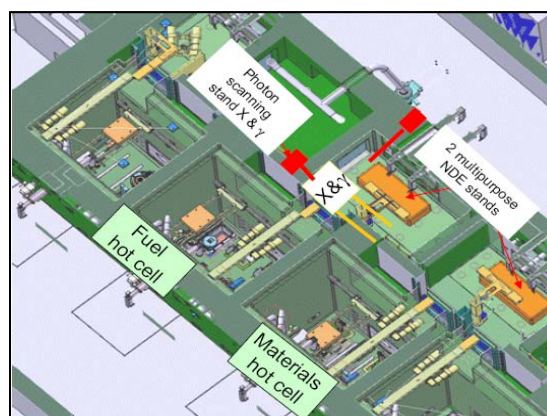 Photon
scanning
stand X & γ
X&γ
2 multipurpose
NDE stands
Fuel
hot cell
Materials
hot cell